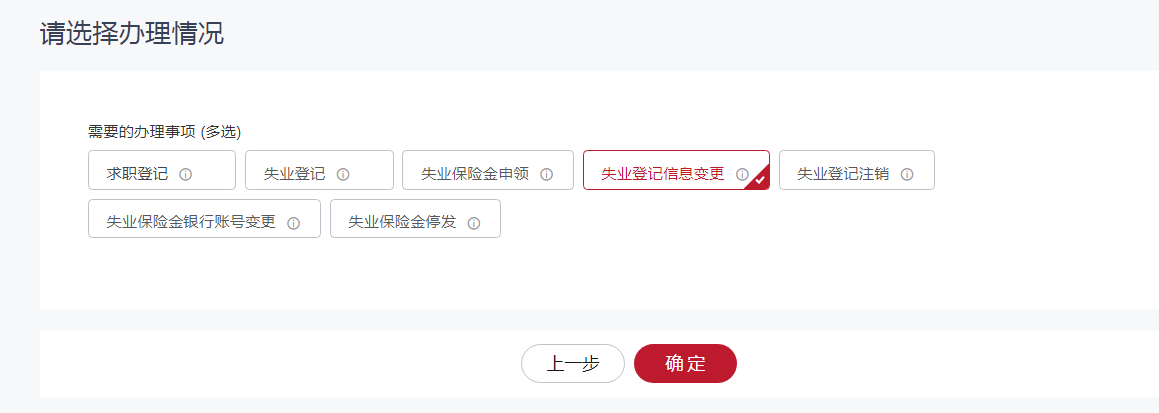 请选择办理情况
需要的办理事项 (多选)
求职登记 失业登记 失业保险金申领 失业登记信息变更 失业登记注销
失业保险金银行账号变更 失业保险金停发
上一步 确定